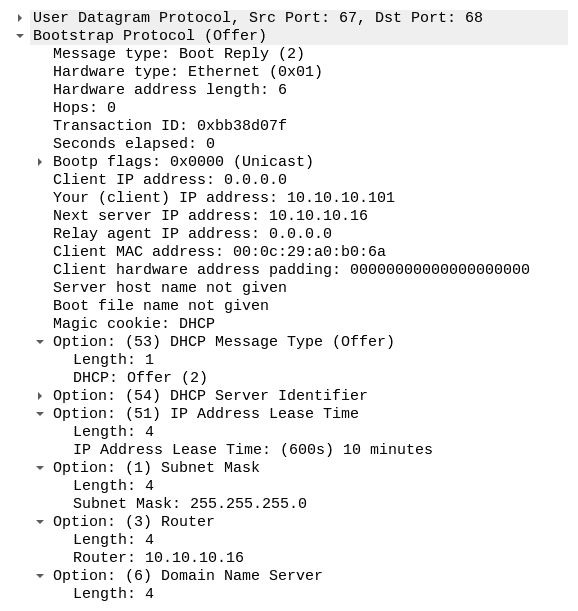 User Datagram Protocol, Src Port: 67, Dst Port: 68
Bootstrap Protocol (Offer)
Message type: Boot Reply (2)
Hardware type: Ethernet (0x01)
Hardware address length: 6
Hops: 0
Transaction ID: 0xbb38d07f
Seconds elapsed: 0
Bootp flags: 0x0000 (Unicast)
Client IP address: 0.0.0.0
Your (client) IP address: 10.10.10.101
Next server IP address: 10.10.10.16
Relay agent IP address: 0.0.0.0
Client MAC address: 00:0c:29:a0:b0:6a
Client hardware address padding: 00000000000000000000
Server host name not given
Boot file name not given
Magic cookie: DHCP
Option: (53) DHCP Message Type (Offer)
Length: 1
DHCP: Offer (2)
Option: (54) DHCP Server Identifier
Option: (51) IP Address Lease Time
Length: 4
IP Address Lease Time: (600s) 10 minutes
Option: (1) Subnet Mask
Length: 4
Subnet Mask: 255.255.255.0
Option: (3) Router
Length: 4
Router: 10.10.10.16
Option: (6) Domain Name Server
Length: 4